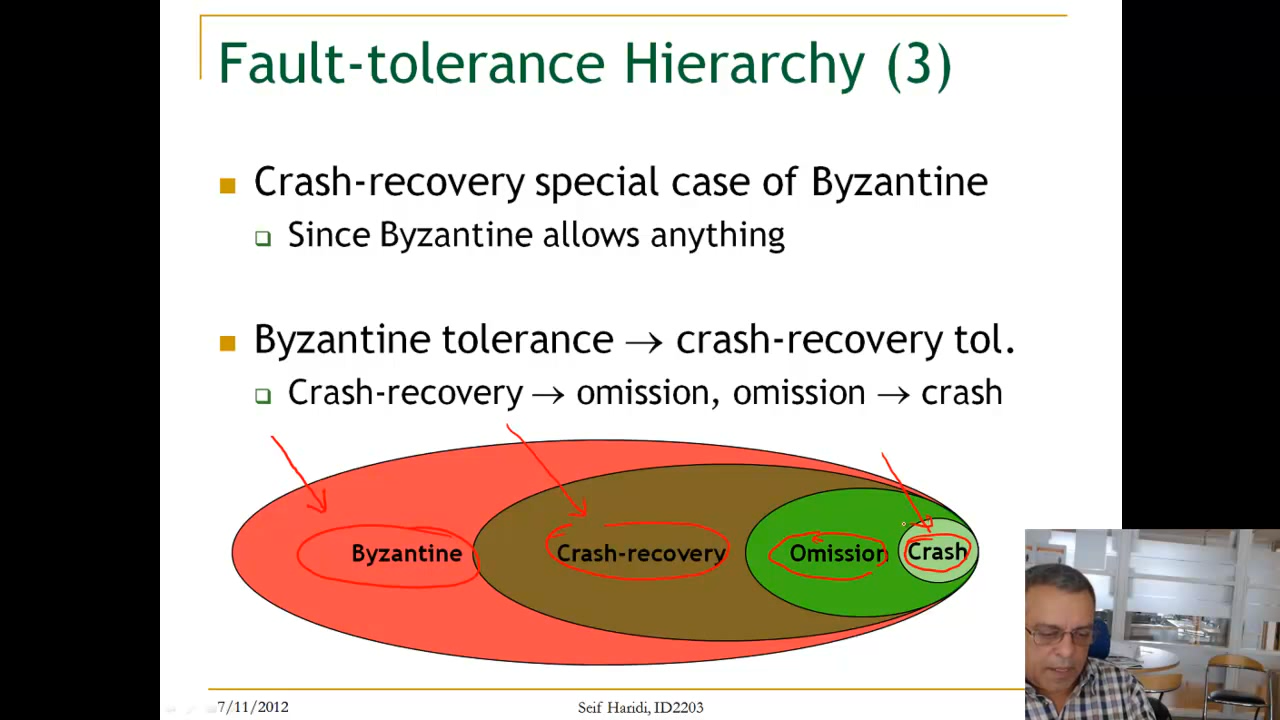 Fault-tolerance Hierarchy (3)
Crash-recovery special case of Byzantine
Since Byzantine allows anything
Byzantine tolerance → crash-recovery tol.
Crash-recovery → omission, omission → crash
Byzantine
Crash-recovery
Omission
Crash
7/11/2012
Seif Haridi, ID2203